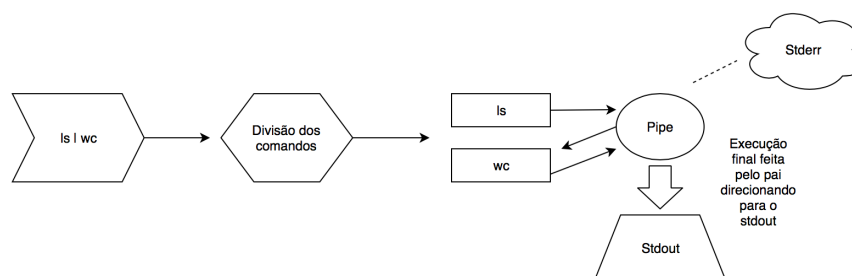 Stderr
ls | wc
Divisão dos
comandos
ls
Pipe
wc
Execução
final feita
pelo pai
direcionando
para o
stdout
Stdout